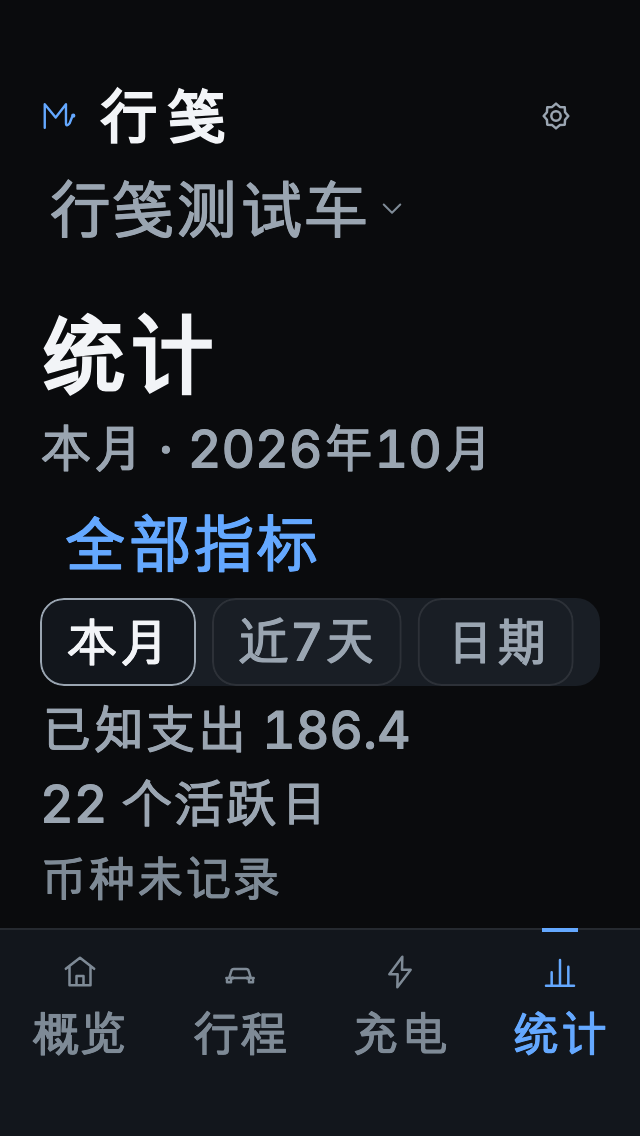 行笺
行笺测试车
统计
本月 · 2026年10月
全部指标
本月 近7天 日期
已知支出 186.4
22 个活跃日
币种未记录
概览 行程 充电 统计